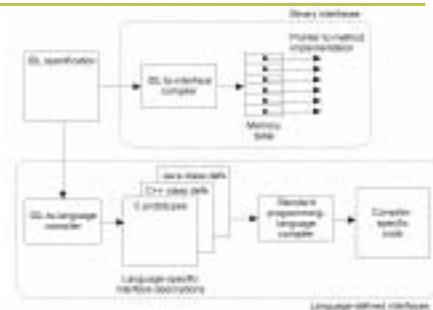 Binary interfaces
Pointer to method
implementation
IDL specification
IDL-to-interface
compiler
Memory
table
Java class defs
C++ class defs
C prototypes
IDL-to-language
compiler
Standard
programming-
language
compiler
Compiler-
specific
code
Language-specific
interface descriptions
Language-defined interfaces